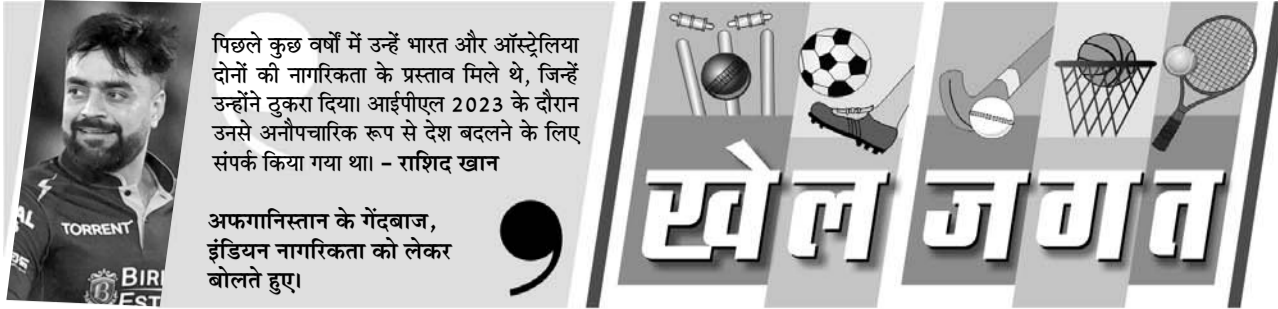 पिछले कुछ वर्षों में उन्हें भारत और ऑस्ट्रेलिया
दोनों की नागरिकता के प्रस्ताव मिले थे, जिन्हें
उन्होंने ठुकरा दिया। आईपीएल 2023 के दौरान
उनसे अनौपचारिक रूप से देश बदलने के लिए
संपर्क किया गया था। – राशिद खान
अफगानिस्तान के गेंदबाज,
इंडियन नागरिकता को लेकर
बोलते हुए।
खेल जगत
TORRENT